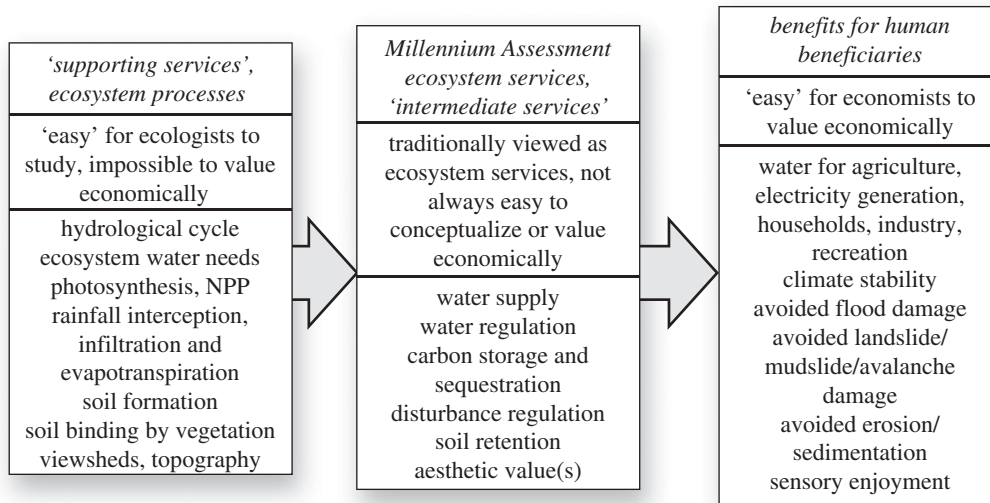 ‘supporting services’,
ecosystem processes
‘easy’ for ecologists to
study, impossible to value
economically
hydrological cycle
ecosystem water needs
photosynthesis, NPP
rainfall interception,
infiltration and
evapotranspiration
soil formation
soil binding by vegetation
viewsheds, topography
Millennium Assessment
ecosystem services,
‘intermediate services’
traditionally viewed as
ecosystem services, not
always easy to
conceptualize or value
economically
water supply
water regulation
carbon storage and
sequestration
disturbance regulation
soil retention
aesthetic value(s)
benefits for human
beneficiaries
‘easy’ for economists to
value economically
water for agriculture,
electricity generation,
households, industry,
recreation
climate stability
avoided flood damage
avoided landslide/
mudslide/avalanche
damage
avoided erosion/
sedimentation
sensory enjoyment